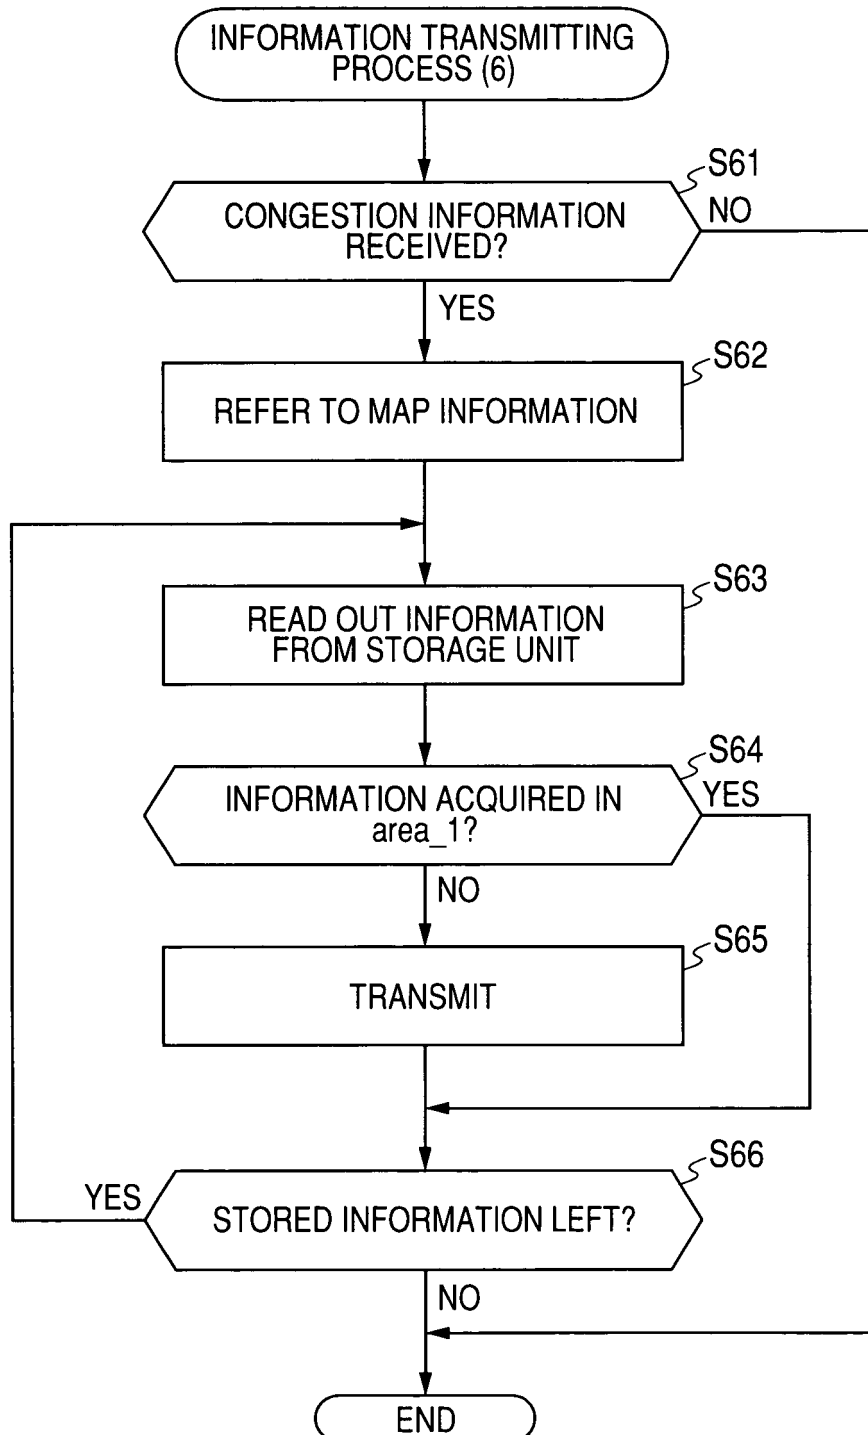 INFORMATION TRANSMITTING
PROCESS (6)
S61
CONGESTION INFORMATION
RECEIVED?
NO
YES
S62
REFER TO MAP INFORMATION
S63
READ OUT INFORMATION
FROM STORAGE UNIT
S64
INFORMATION ACQUIRED IN
area_1?
YES
NO
S65
TRANSMIT
S66
YES
STORED INFORMATION LEFT?
NO
END